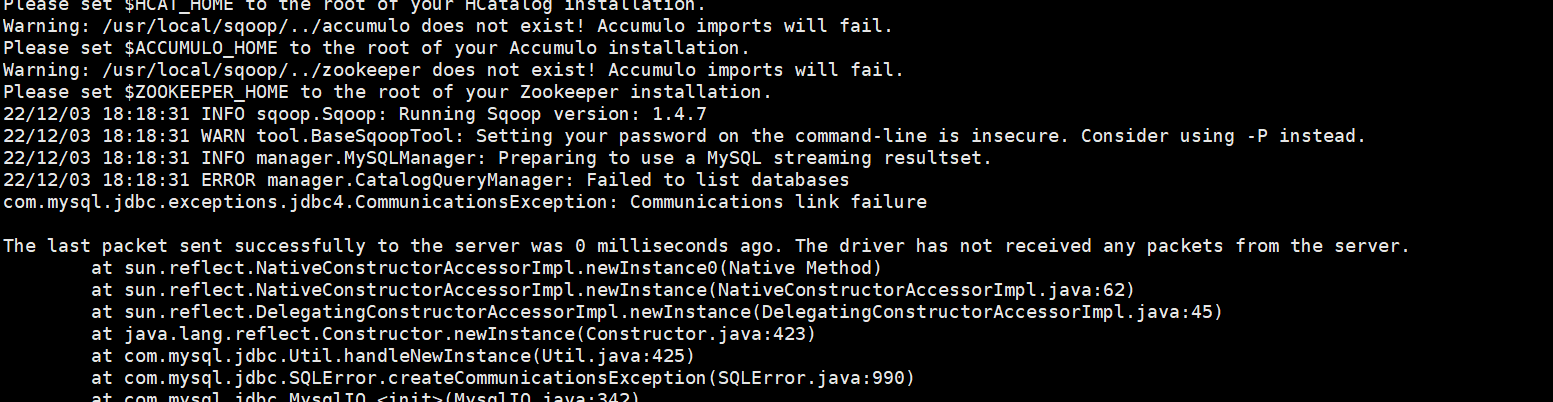 Please set $HCAT_HOME to the root of your HCatalog installation.
Warning: /usr/local/sqoop/../accumulo does not exist! Accumulo imports will fail.
Please set $ACCUMULO_HOME to the root of your Accumulo installation.
Warning: /usr/local/sqoop/../zookeeper does not exist! Accumulo imports will fail.
Please set $ZOOKEEPER_HOME to the root of your Zookeeper installation.
22/12/03 18:18:31 INFO sqoop.Sqoop: Running Sqoop version: 1.4.7
22/12/03 18:18:31 WARN tool.BaseSqoopTool: Setting your password on the command-line is insecure. Consider using -P instead.
22/12/03 18:18:31 INFO manager.MySQLManager: Preparing to use a MySQL streaming resultset.
22/12/03 18:18:31 ERROR manager.CatalogQueryManager: Failed to list databases
com.mysql.jdbc.exceptions.jdbc4.CommunicationsException: Communications link failure
The last packet sent successfully to the server was 0 milliseconds ago. The driver has not received any packets from the server.
at sun.reflect.NativeConstructorAccessorImpl.newInstance0(Native Method)
at sun.reflect.NativeConstructorAccessorImpl.newInstance(NativeConstructorAccessorImpl.java:62)
at sun.reflect.DelegatingConstructorAccessorImpl.newInstance(DelegatingConstructorAccessorImpl.java:45)
at java.lang.reflect.Constructor.newInstance(Constructor.java:423)
at com.mysql.jdbc.Util.handleNewInstance(Util.java:425)
at com.mysql.jdbc.SQLError.createCommunicationsException(SQLError.java:990)
at com.mysql.jdbc.MysqlIO.<init>(MysqlIO.java:342)